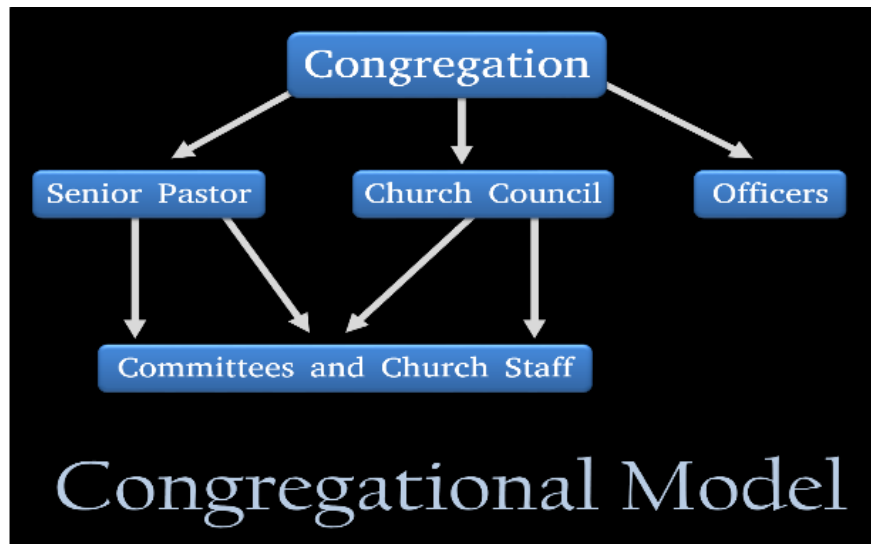 Congregation
Senior Pastor
Church Council
Officers
Committees and Church Staff
Congregational Model